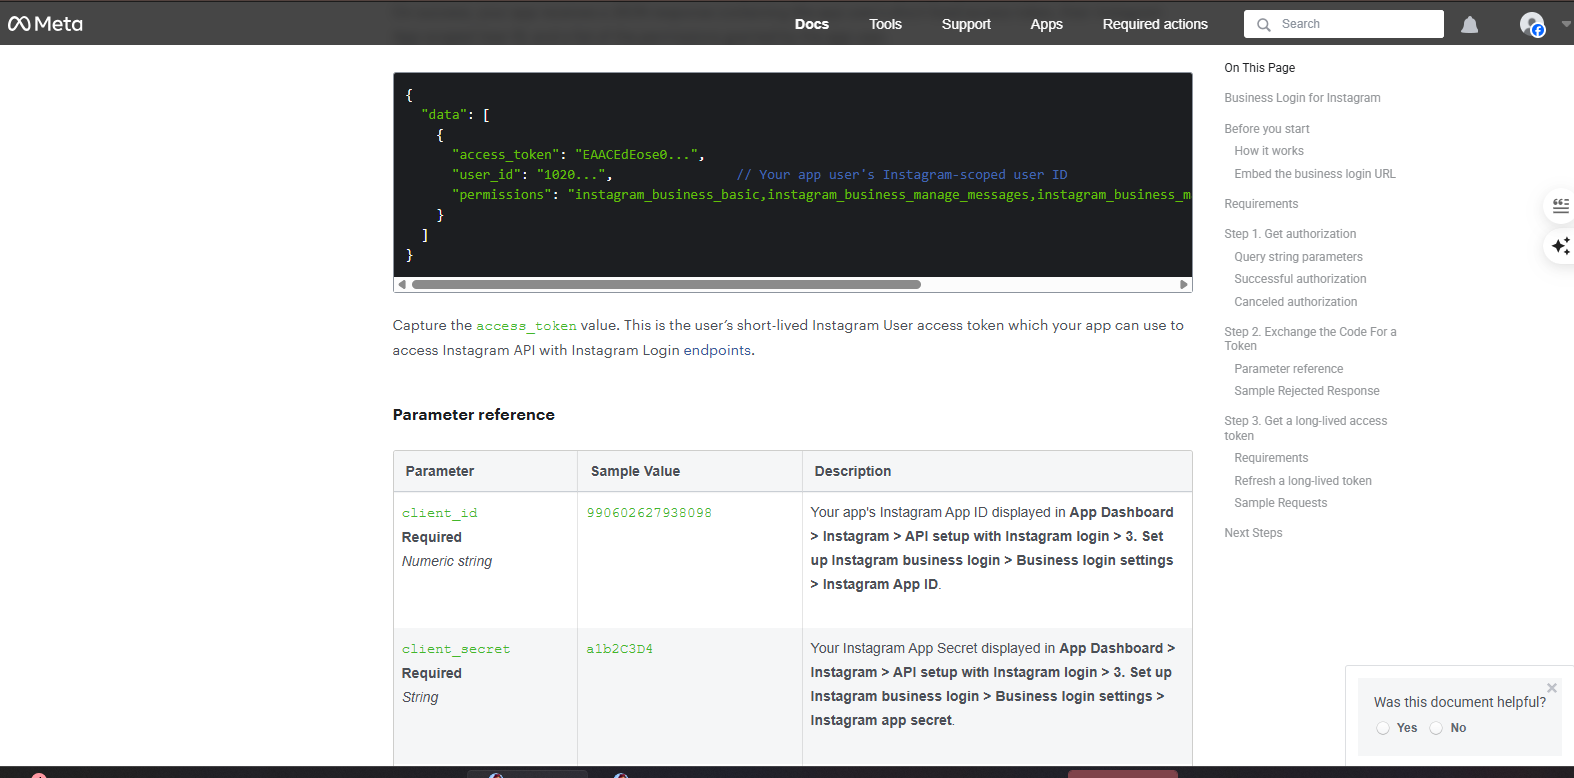 Meta
Docs
Tools
Support
Apps
Required actions
Search
{
"data": [
{
"access_token": "EAACEdEose0...",
"user_id": "1020...", // Your app user's Instagram-scoped user ID
"permissions": "instagram_business_basic,instagram_business_manage_messages,instagram_business_m
}
]
}
Capture the access_token value. This is the user’s short-lived Instagram User access token which your app can use to
access Instagram API with Instagram Login endpoints.
Parameter reference
Parameter
Sample Value
Description
client_id
Required
Numeric string
990602627938098
Your app's Instagram App ID displayed in App Dashboard
> Instagram > API setup with Instagram login > 3. Set
up Instagram business login > Business login settings
> Instagram App ID.
client_secret
Required
String
a1b2C3D4
Your Instagram App Secret displayed in App Dashboard >
Instagram > API setup with Instagram login > 3. Set up
Instagram business login > Business login settings >
Instagram app secret.
On This Page
Business Login for Instagram
Before you start
How it works
Embed the business login URL
Requirements
Step 1. Get authorization
Query string parameters
Successful authorization
Canceled authorization
Step 2. Exchange the Code For a
Token
Parameter reference
Sample Rejected Response
Step 3. Get a long-lived access
token
Requirements
Refresh a long-lived token
Sample Requests
Next Steps
Was this document helpful?
Yes
No